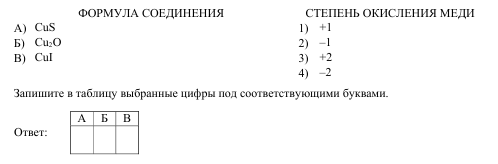 ФОРМУЛА СОЕДИНЕНИЯ СТЕПЕНЬ ОКИСЛЕНИЯ МЕДИ
А) CuS 1) +1
Б) Cu₂O 2) –1
В) CuI 3) +2
4) –2
Запишите в таблицу выбранные цифры под соответствующими буквами.
А Б В
Ответ: